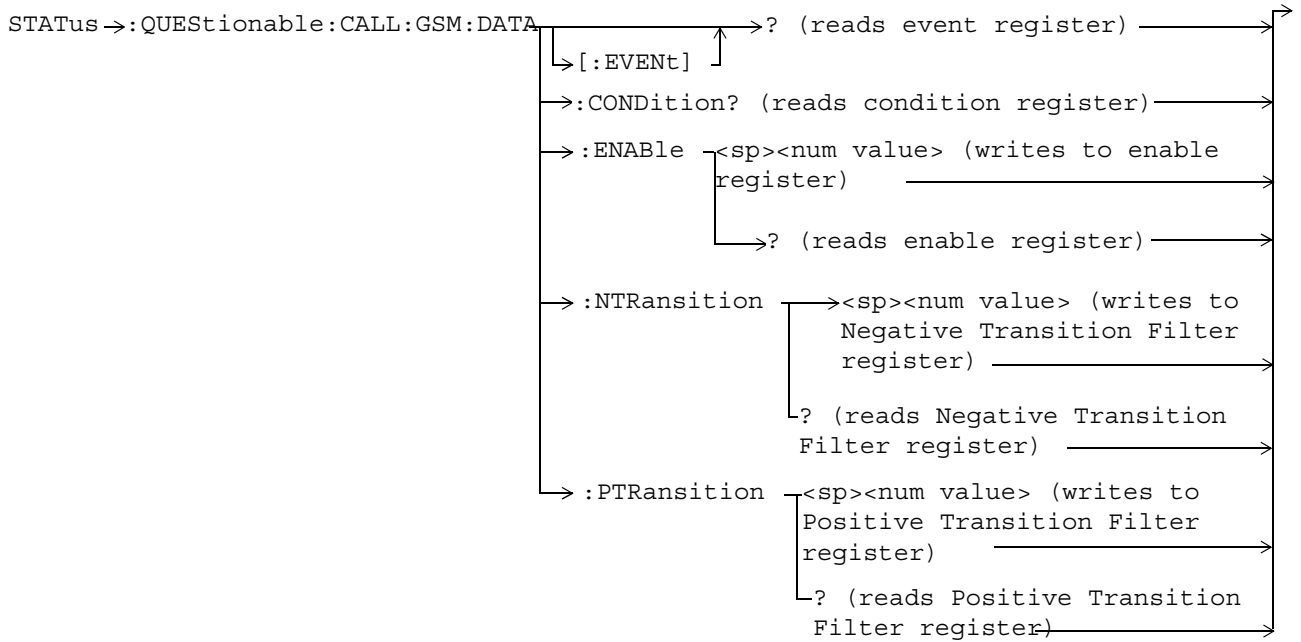 STATus :QUEStionable:CALL:GSM:DATA ? (reads event register)
[:EVENt]
:CONDition? (reads condition register)
:ENABle <sp><num value> (writes to enable
register)
? (reads enable register)
:NTRansition <sp><num value> (writes to
Negative Transition Filter
register)
? (reads Negative Transition
Filter register)
:PTRansition <sp><num value> (writes to
Positive Transition Filter
register)
? (reads Positive Transition
Filter register)